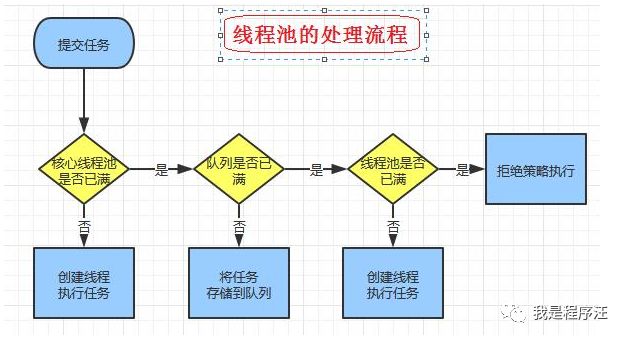 线程池的处理流程
提交任务
核心线程池
是否已满
是
队列是否已
满
是
线程池是否
已满
是
拒绝策略执行
否
否
否
创建线程
执行任务
将任务
存储到队列
创建线程
执行任务
我是程序汪